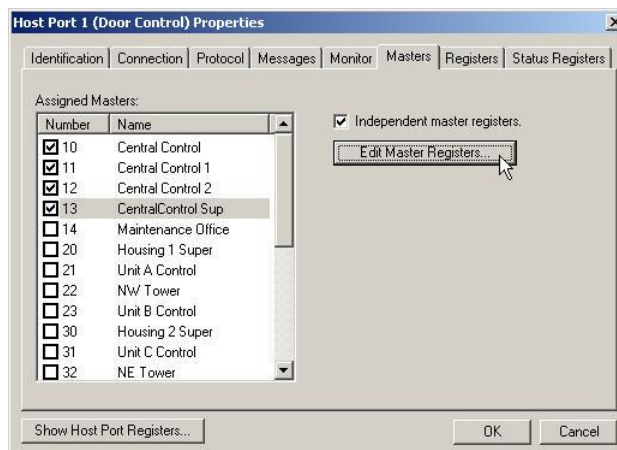 Host Port 1 (Door Control) Properties
Identification Connection Protocol Messages Monitor Masters Registers Status Registers
Assigned Masters:
Number Name
10 Central Control
11 Central Control 1
12 Central Control 2
13 CentralControl Sup
14 Maintenance Office
20 Housing 1 Super
21 Unit A Control
22 NW Tower
23 Unit B Control
30 Housing 2 Super
31 Unit C Control
32 NE Tower
Independent master registers.
Edit Master Registers...
Show Host Port Registers...
OK Cancel